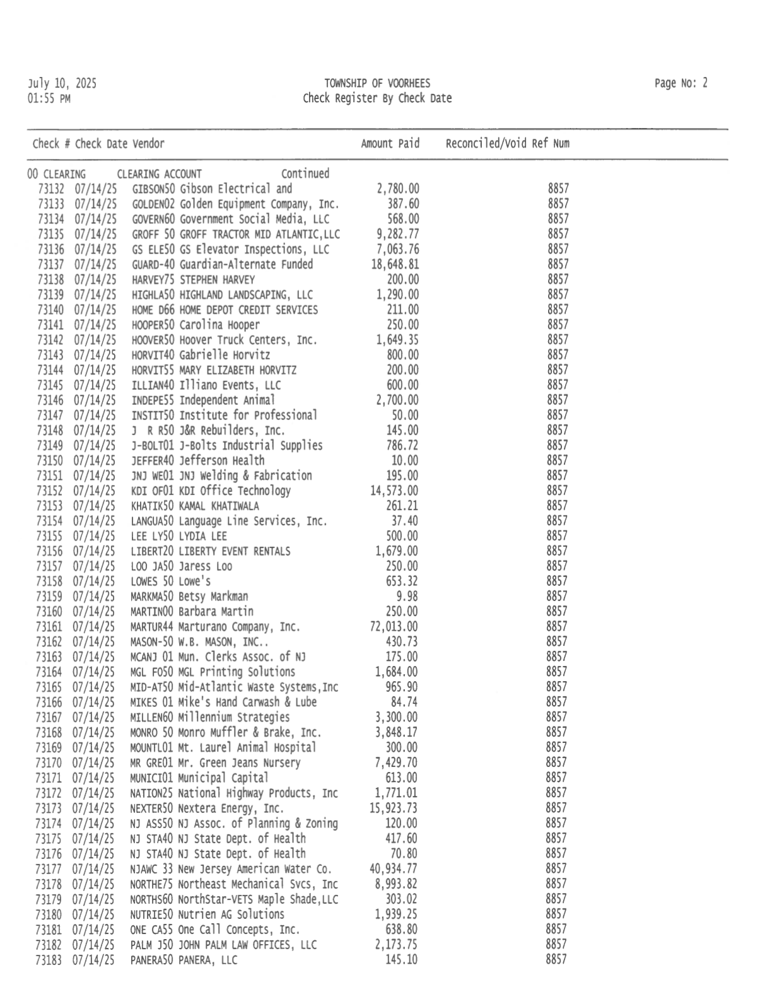 July 10, 2025 TOWNSHIP OF VOORHEES Page No: 2
01:55 PM Check Register By Check Date
Check # Check Date Vendor Amount Paid Reconciled/Void Ref Num
00 CLEARING CLEARING ACCOUNT Continued
73132 07/14/25 GIBSON50 Gibson Electrical and 2,780.00 8857
73133 07/14/25 GOLDEN02 Golden Equipment Company, Inc. 387.60 8857
73134 07/14/25 GOVERN60 Government Social Media, LLC 568.00 8857
73135 07/14/25 GROFF 50 GROFF TRACTOR MID ATLANTIC,LLC 9,282.77 8857
73136 07/14/25 GS ELE50 GS Elevator Inspections, LLC 7,063.76 8857
73137 07/14/25 GUARD-40 Guardian-Alternate Funded 18,648.81 8857
73138 07/14/25 HARVEY75 STEPHEN HARVEY 200.00 8857
73139 07/14/25 HIGHLA50 HIGHLAND LANDSCAPING, LLC 1,290.00 8857
73140 07/14/25 HOME D66 HOME DEPOT CREDIT SERVICES 211.00 8857
73141 07/14/25 HOOPER50 Carolina Hooper 250.00 8857
73142 07/14/25 HOOVER50 Hoover Truck Centers, Inc. 1,649.35 8857
73143 07/14/25 HORVIT40 Gabrielle Horvitz 800.00 8857
73144 07/14/25 HORVIT55 MARY ELIZABETH HORVITZ 200.00 8857
73145 07/14/25 ILLIAN40 Illiano Events, LLC 600.00 8857
73146 07/14/25 INDEPE55 Independent Animal 2,700.00 8857
73147 07/14/25 INSTIT50 Institute for Professional 50.00 8857
73148 07/14/25 J R R50 J&R Rebuilders, Inc. 145.00 8857
73149 07/14/25 J-BOLT01 J-Bolts Industrial Supplies 786.72 8857
73150 07/14/25 JEFFER40 Jefferson Health 10.00 8857
73151 07/14/25 JNJ WE01 JNJ Welding & Fabrication 195.00 8857
73152 07/14/25 KDI OF01 KDI Office Technology 14,573.00 8857
73153 07/14/25 KHATIK50 KAMAL KHATIWALA 261.21 8857
73154 07/14/25 LANGUA50 Language Line Services, Inc. 37.40 8857
73155 07/14/25 LEE LY50 LYDIA LEE 500.00 8857
73156 07/14/25 LIBERT20 LIBERTY EVENT RENTALS 1,679.00 8857
73157 07/14/25 LOO JA50 Jaress Loo 250.00 8857
73158 07/14/25 LOWES 50 Lowe's 653.32 8857
73159 07/14/25 MARKMA50 Betsy Markman 9.98 8857
73160 07/14/25 MARTIN00 Barbara Martin 250.00 8857
73161 07/14/25 MARTUR44 Marturano Company, Inc. 72,013.00 8857
73162 07/14/25 MASON-50 W.B. MASON, INC.. 430.73 8857
73163 07/14/25 MCANJ 01 Mun. Clerks Assoc. of NJ 175.00 8857
73164 07/14/25 MGL FO50 MGL Printing Solutions 1,684.00 8857
73165 07/14/25 MID-AT50 Mid-Atlantic Waste Systems,Inc 965.90 8857
73166 07/14/25 MIKES 01 Mike's Hand Carwash & Lube 84.74 8857
73167 07/14/25 MILLEN60 Millennium Strategies 3,300.00 8857
73168 07/14/25 MONRO 50 Monro Muffler & Brake, Inc. 3,848.17 8857
73169 07/14/25 MOUNTL01 Mt. Laurel Animal Hospital 300.00 8857
73170 07/14/25 MR GRE01 Mr. Green Jeans Nursery 7,429.70 8857
73171 07/14/25 MUNICI01 Municipal Capital 613.00 8857
73172 07/14/25 NATION25 National Highway Products, Inc 1,771.01 8857
73173 07/14/25 NEXTER50 Nextera Energy, Inc. 15,923.73 8857
73174 07/14/25 NJ ASS50 NJ Assoc. of Planning & Zoning 120.00 8857
73175 07/14/25 NJ STA40 NJ State Dept. of Health 417.60 8857
73176 07/14/25 NJ STA40 NJ State Dept. of Health 70.80 8857
73177 07/14/25 NJAWC 33 New Jersey American Water Co. 40,934.77 8857
73178 07/14/25 NORTHE75 Northeast Mechanical Svcs, Inc 8,993.82 8857
73179 07/14/25 NORTHS60 NorthStar-VETS Maple Shade,LLC 303.02 8857
73180 07/14/25 NUTRIE50 Nutrien AG Solutions 1,939.25 8857
73181 07/14/25 ONE CA55 One Call Concepts, Inc. 638.80 8857
73182 07/14/25 PALM J50 JOHN PALM LAW OFFICES, LLC 2,173.75 8857
73183 07/14/25 PANERA50 PANERA, LLC 145.10 8857